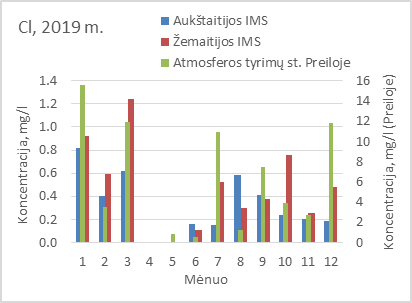 Cl, 2019 m.
Aukštaitijos IMS
Žemaitijos IMS
Atmosferos tyrimų st. Preiloje
Koncentracija, mg/l
1.4
1.2
1.0
0.8
0.6
0.4
0.2
0.0
16
14
12
10
8
6
4
2
0
Koncentracija, mg/l (Preiloje)
1 2 3 4 5 6 7 8 9 10 11 12
Mėnuo